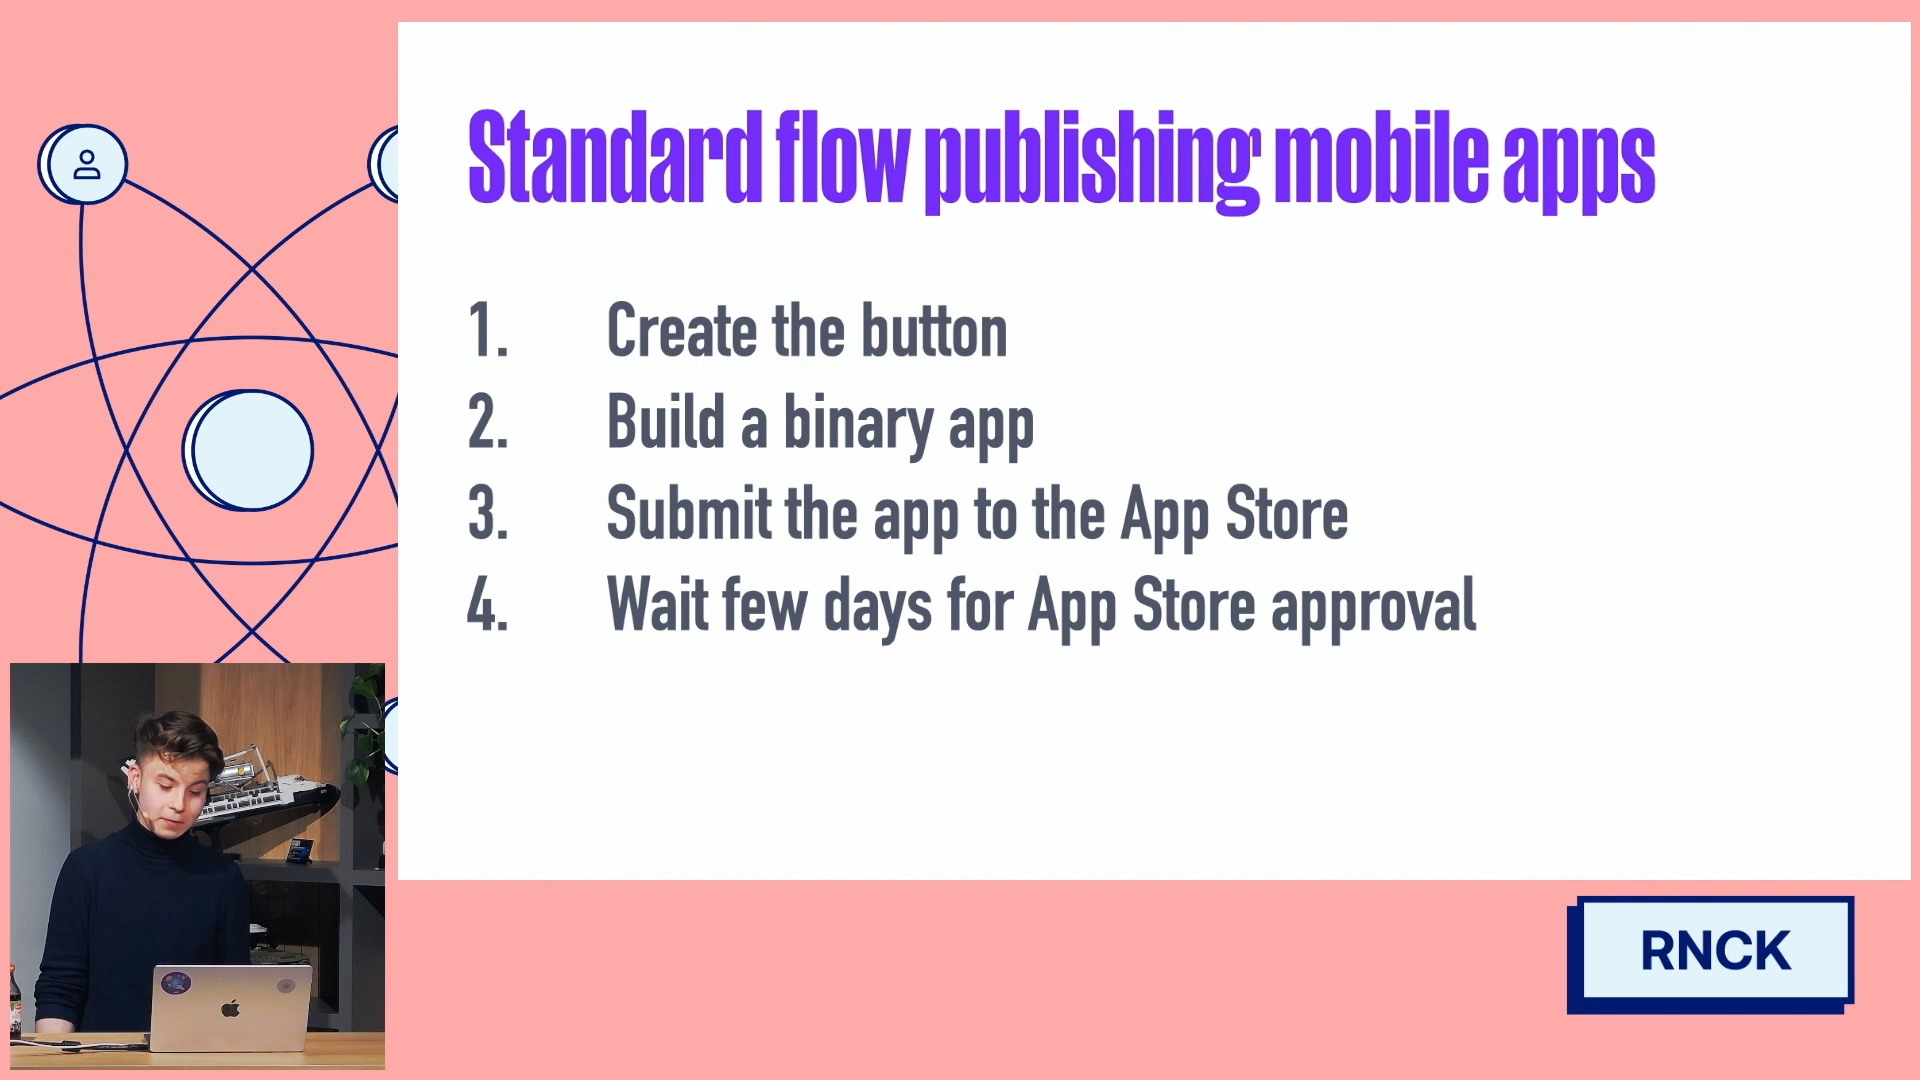 Standard flow publishing mobile apps
1. Create the button
2. Build a binary app
3. Submit the app to the App Store
4. Wait few days for App Store approval
RNCK